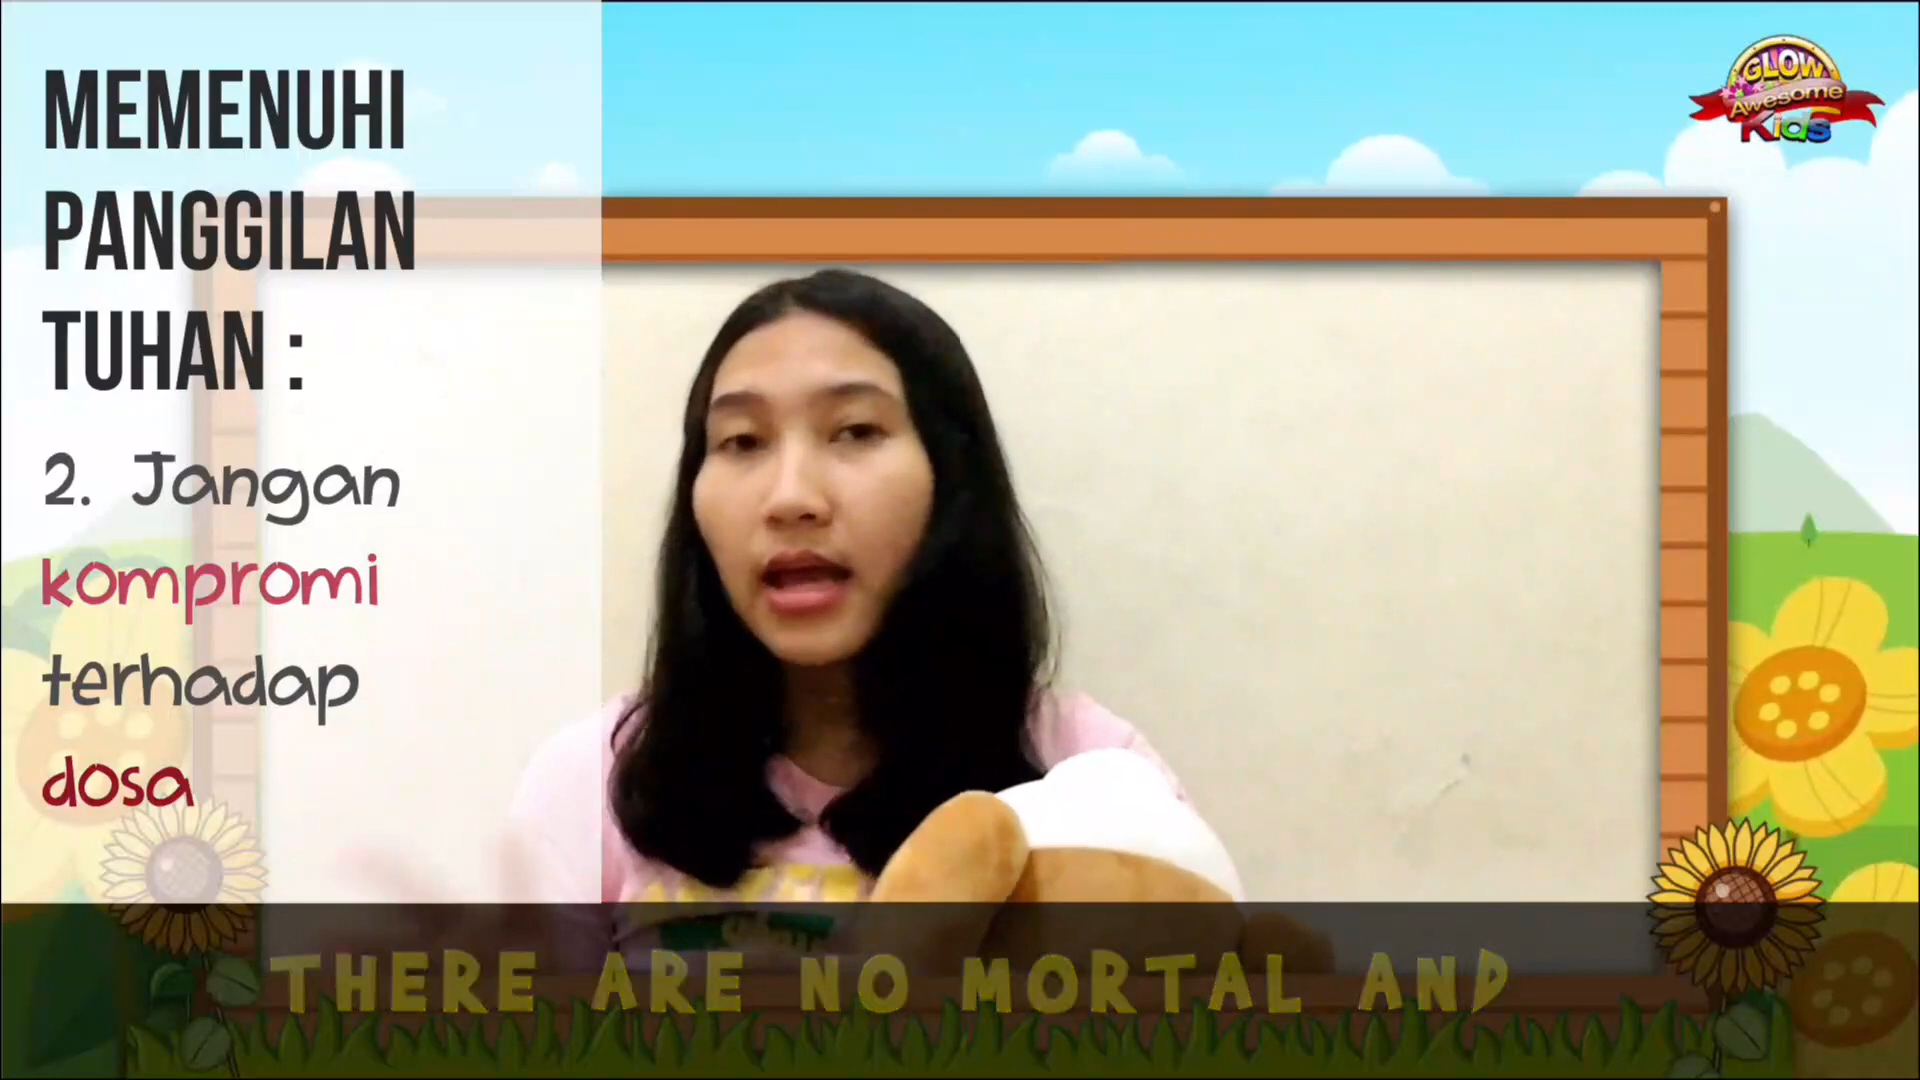 MEMENUHI
PANGGILAN
TUHAN :
2. Jangan
kompromi
terhadap
dosa
GLOW
Awesome
Kids
THERE ARE NO MORTAL AND